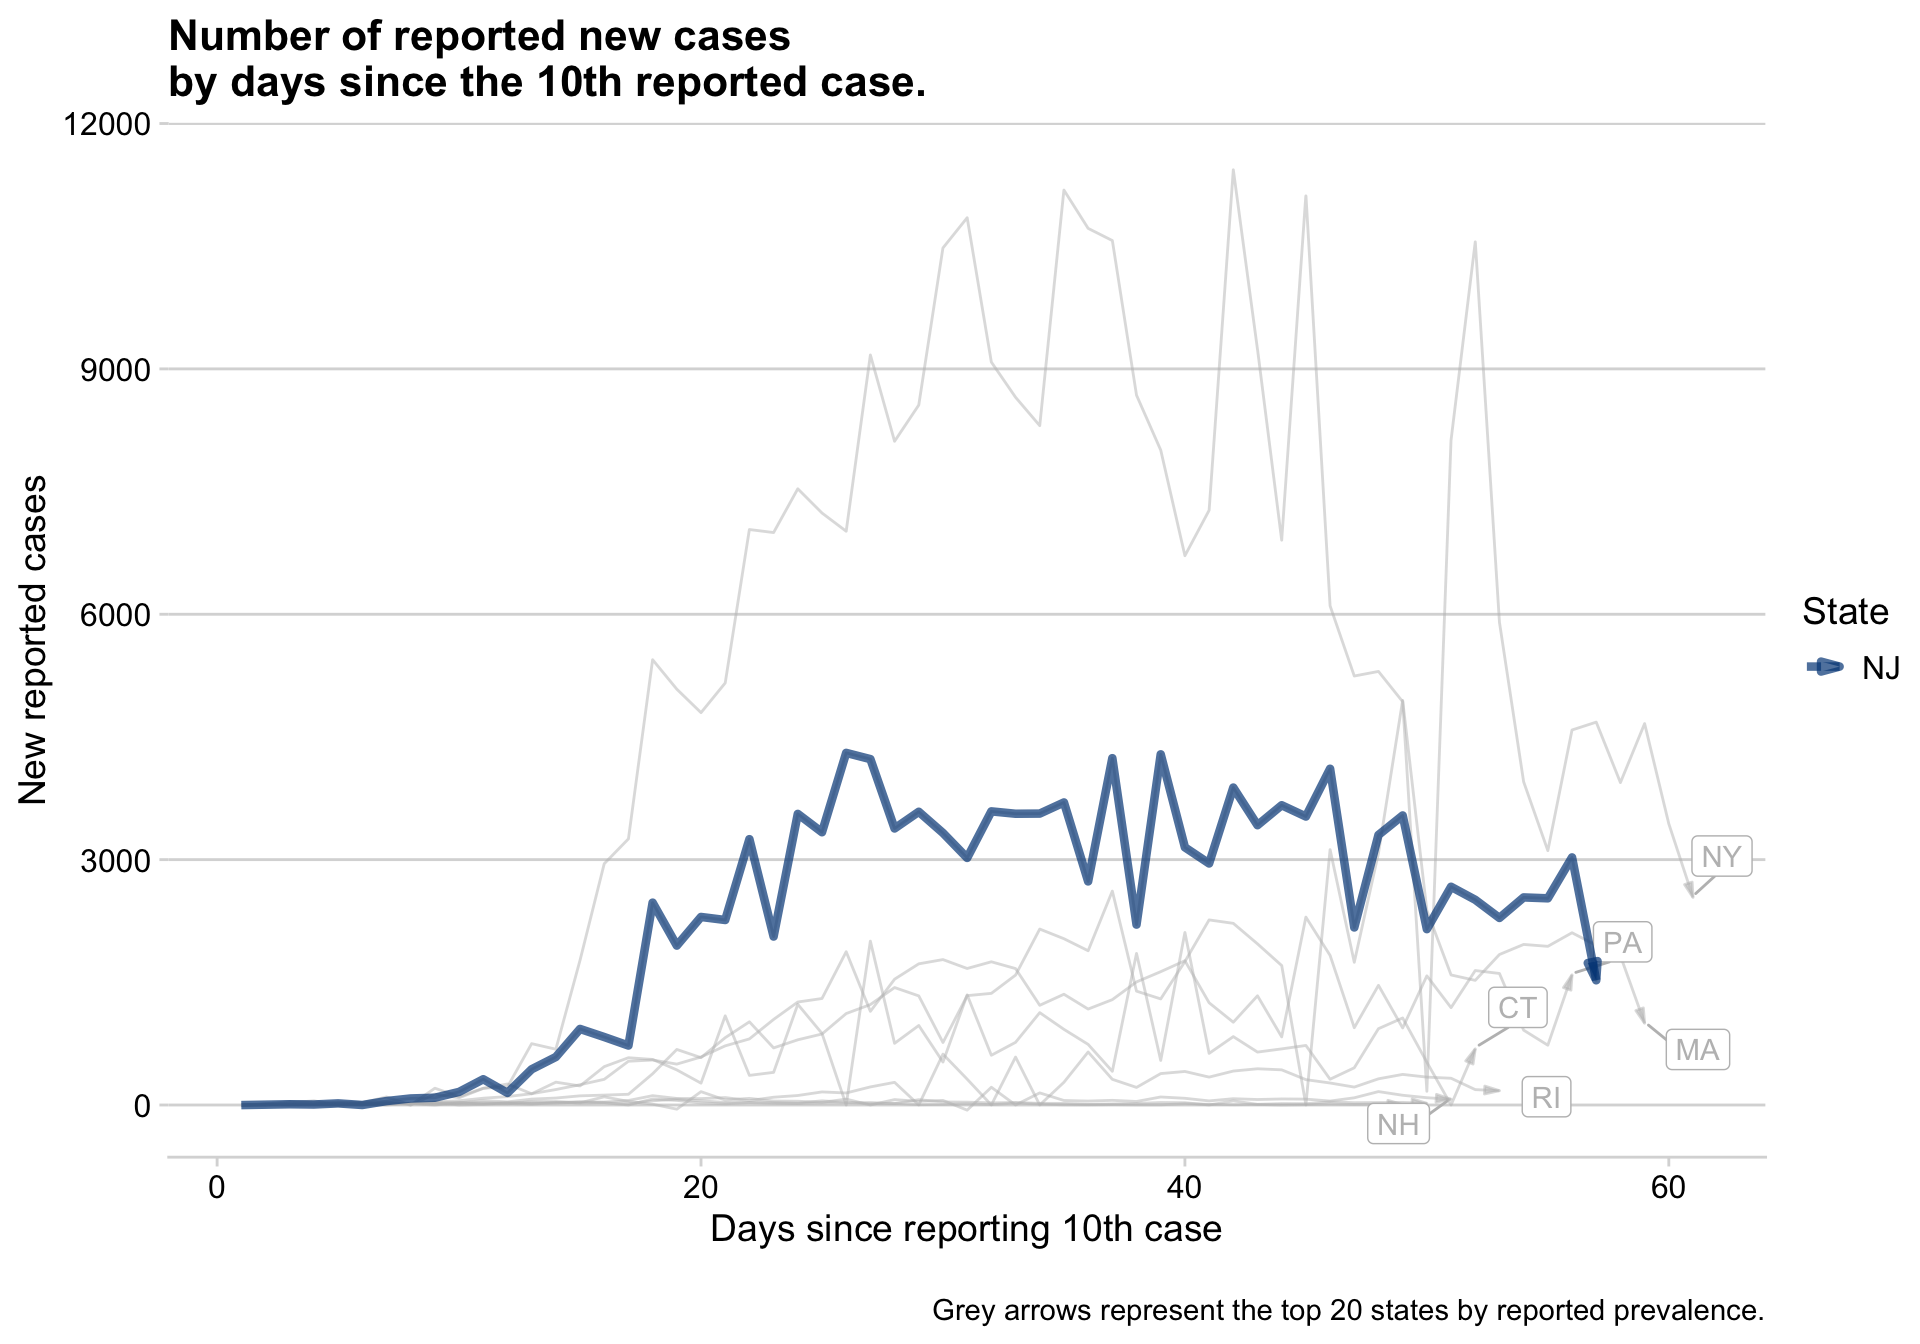 Number of reported new cases
by days since the 10th reported case.
12000
9000
6000
3000
0
New reported cases
State
NJ
NY
PA
CT
MA
RI
NH
0
20
40
60
Days since reporting 10th case
Grey arrows represent the top 20 states by reported prevalence.